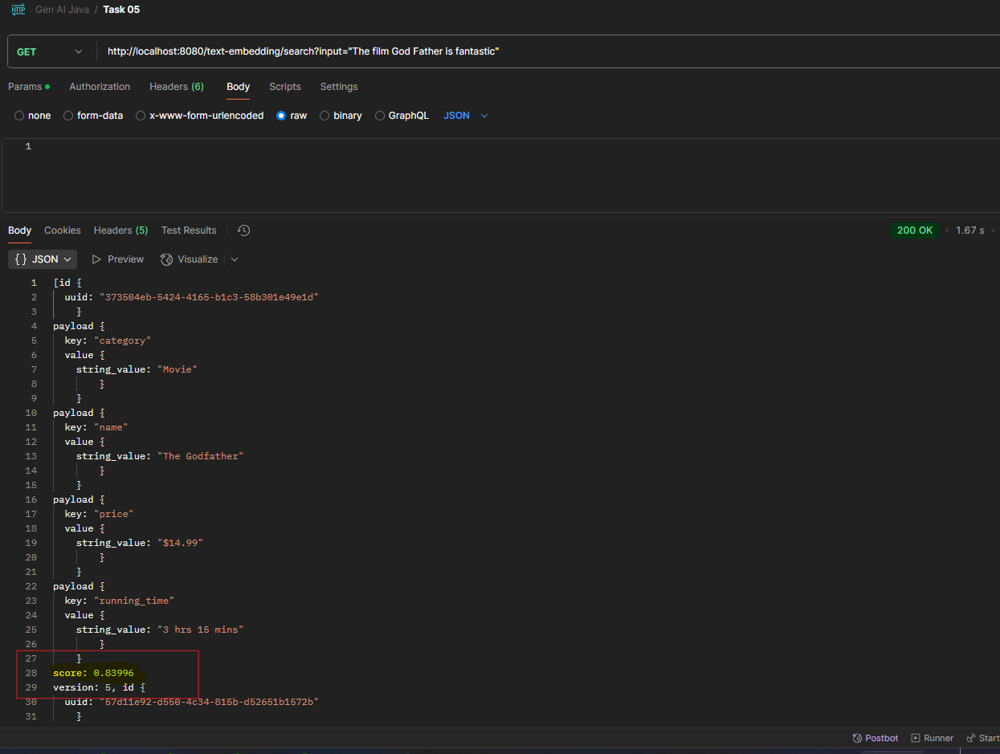 HTTP Gen AI Java / Task 05
GET http://localhost:8080/text-embedding/search?input="The film God Father is fantastic"
Params Authorization Headers (6) Body Scripts Settings
none form-data x-www-form-urlencoded raw binary GraphQL JSON
1
Body Cookies Headers (5) Test Results 200 OK • 1.67 s •
{} JSON Preview Visualize
1 [id {
2 uuid: "373504eb-5424-4165-b1c3-58b301e49e1d"
3 }
4 payload {
5 key: "category"
6 value {
7 string_value: "Movie"
8 }
9 }
10 payload {
11 key: "name"
12 value {
13 string_value: "The Godfather"
14 }
15 }
16 payload {
17 key: "price"
18 value {
19 string_value: "$14.99"
20 }
21 }
22 payload {
23 key: "running_time"
24 value {
25 string_value: "3 hrs 15 mins"
26 }
27 }
28 score: 0.83996
29 version: 5, id {
30 uuid: "57d11e92-d550-4c34-815b-d52651b1572b"
31 }
Postbot Runner Start